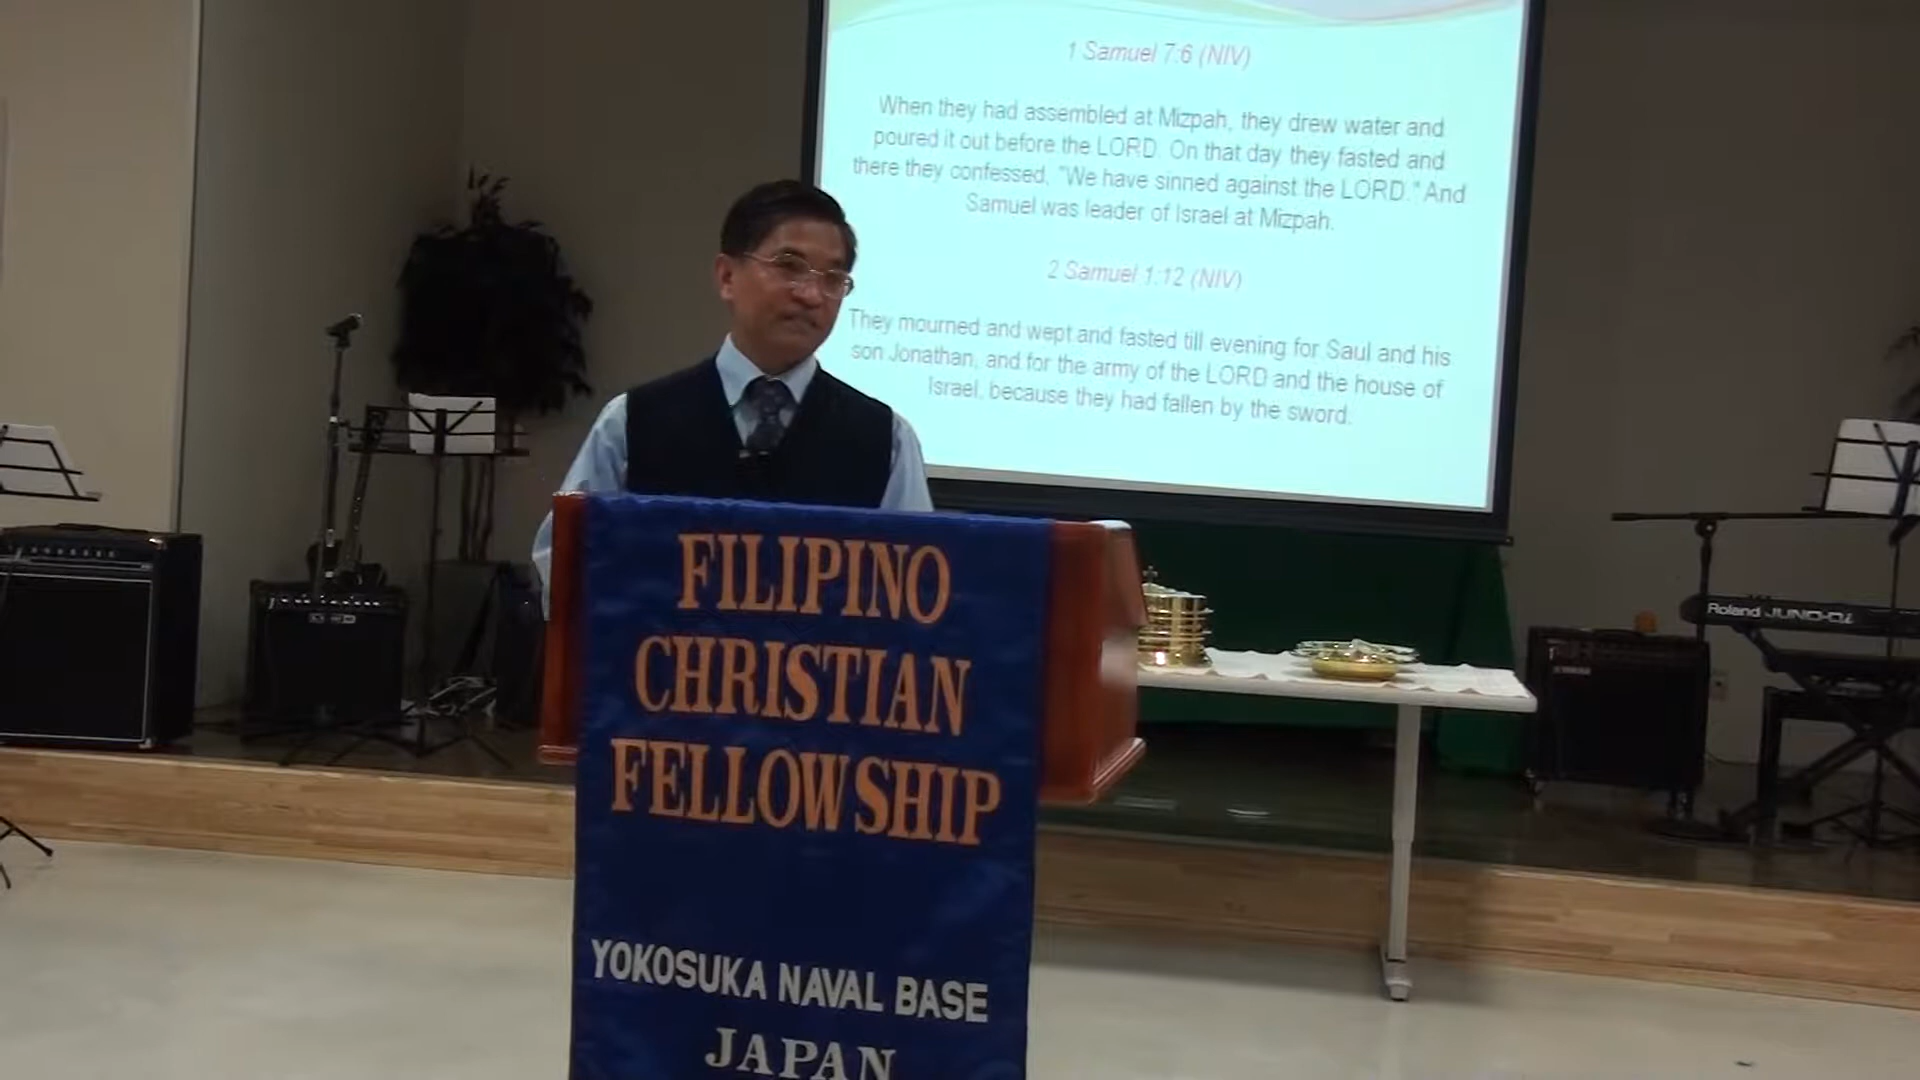 1 Samuel 7:6 (NIV)
When they had assembled at Mizpah, they drew water and
poured it out before the LORD. On that day they fasted and
there they confessed, "We have sinned against the LORD." And
Samuel was leader of Israel at Mizpah.
2 Samuel 1:12 (NIV)
They mourned and wept and fasted till evening for Saul and his
son Jonathan, and for the army of the LORD and the house of
Israel, because they had fallen by the sword.
FILIPINO
CHRISTIAN
FELLOWSHIP
YOKOSUKA NAVAL BASE
JAPAN
Roland JUNO-Di
YAMAHA